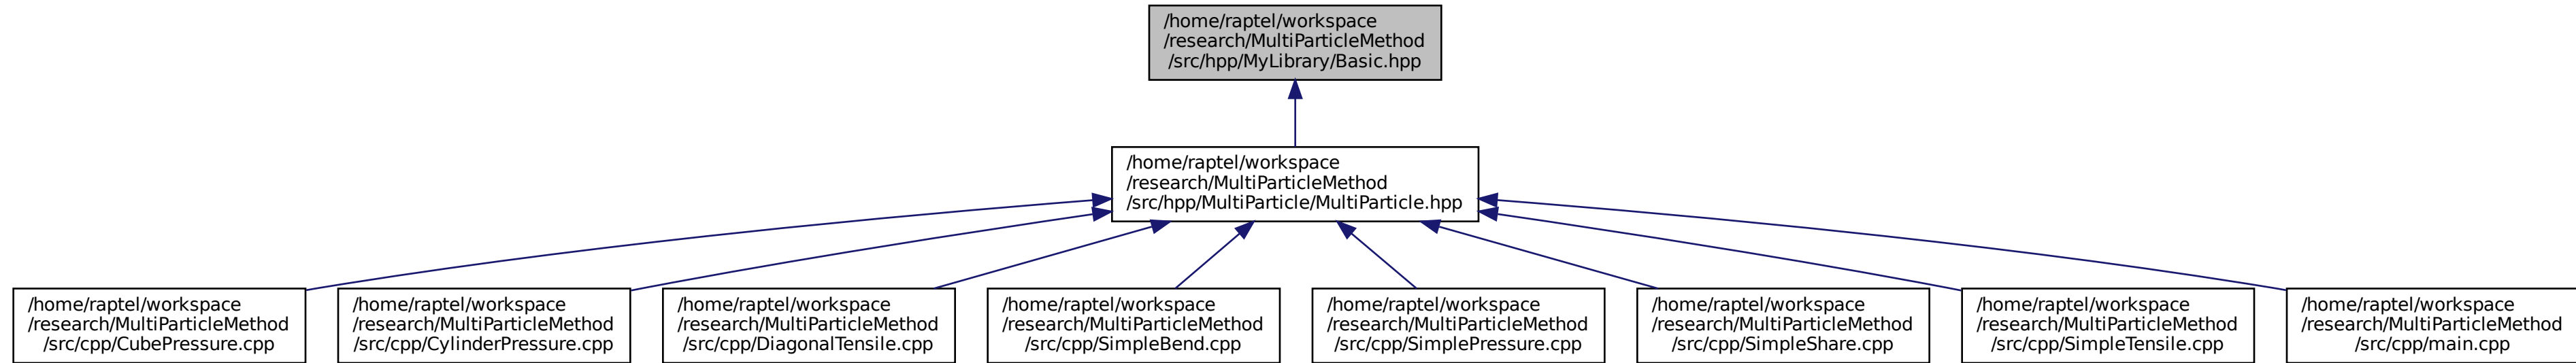 /home/raptel/workspace
/research/MultiParticleMethod
/src/hpp/MyLibrary/Basic.hpp
/home/raptel/workspace
/research/MultiParticleMethod
/src/hpp/MultiParticle/MultiParticle.hpp
/home/raptel/workspace
/research/MultiParticleMethod
/src/cpp/CubePressure.cpp
/home/raptel/workspace
/research/MultiParticleMethod
/src/cpp/CylinderPressure.cpp
/home/raptel/workspace
/research/MultiParticleMethod
/src/cpp/DiagonalTensile.cpp
/home/raptel/workspace
/research/MultiParticleMethod
/src/cpp/SimpleBend.cpp
/home/raptel/workspace
/research/MultiParticleMethod
/src/cpp/SimplePressure.cpp
/home/raptel/workspace
/research/MultiParticleMethod
/src/cpp/SimpleShare.cpp
/home/raptel/workspace
/research/MultiParticleMethod
/src/cpp/SimpleTensile.cpp
/home/raptel/workspace
/research/MultiParticleMethod
/src/cpp/main.cpp